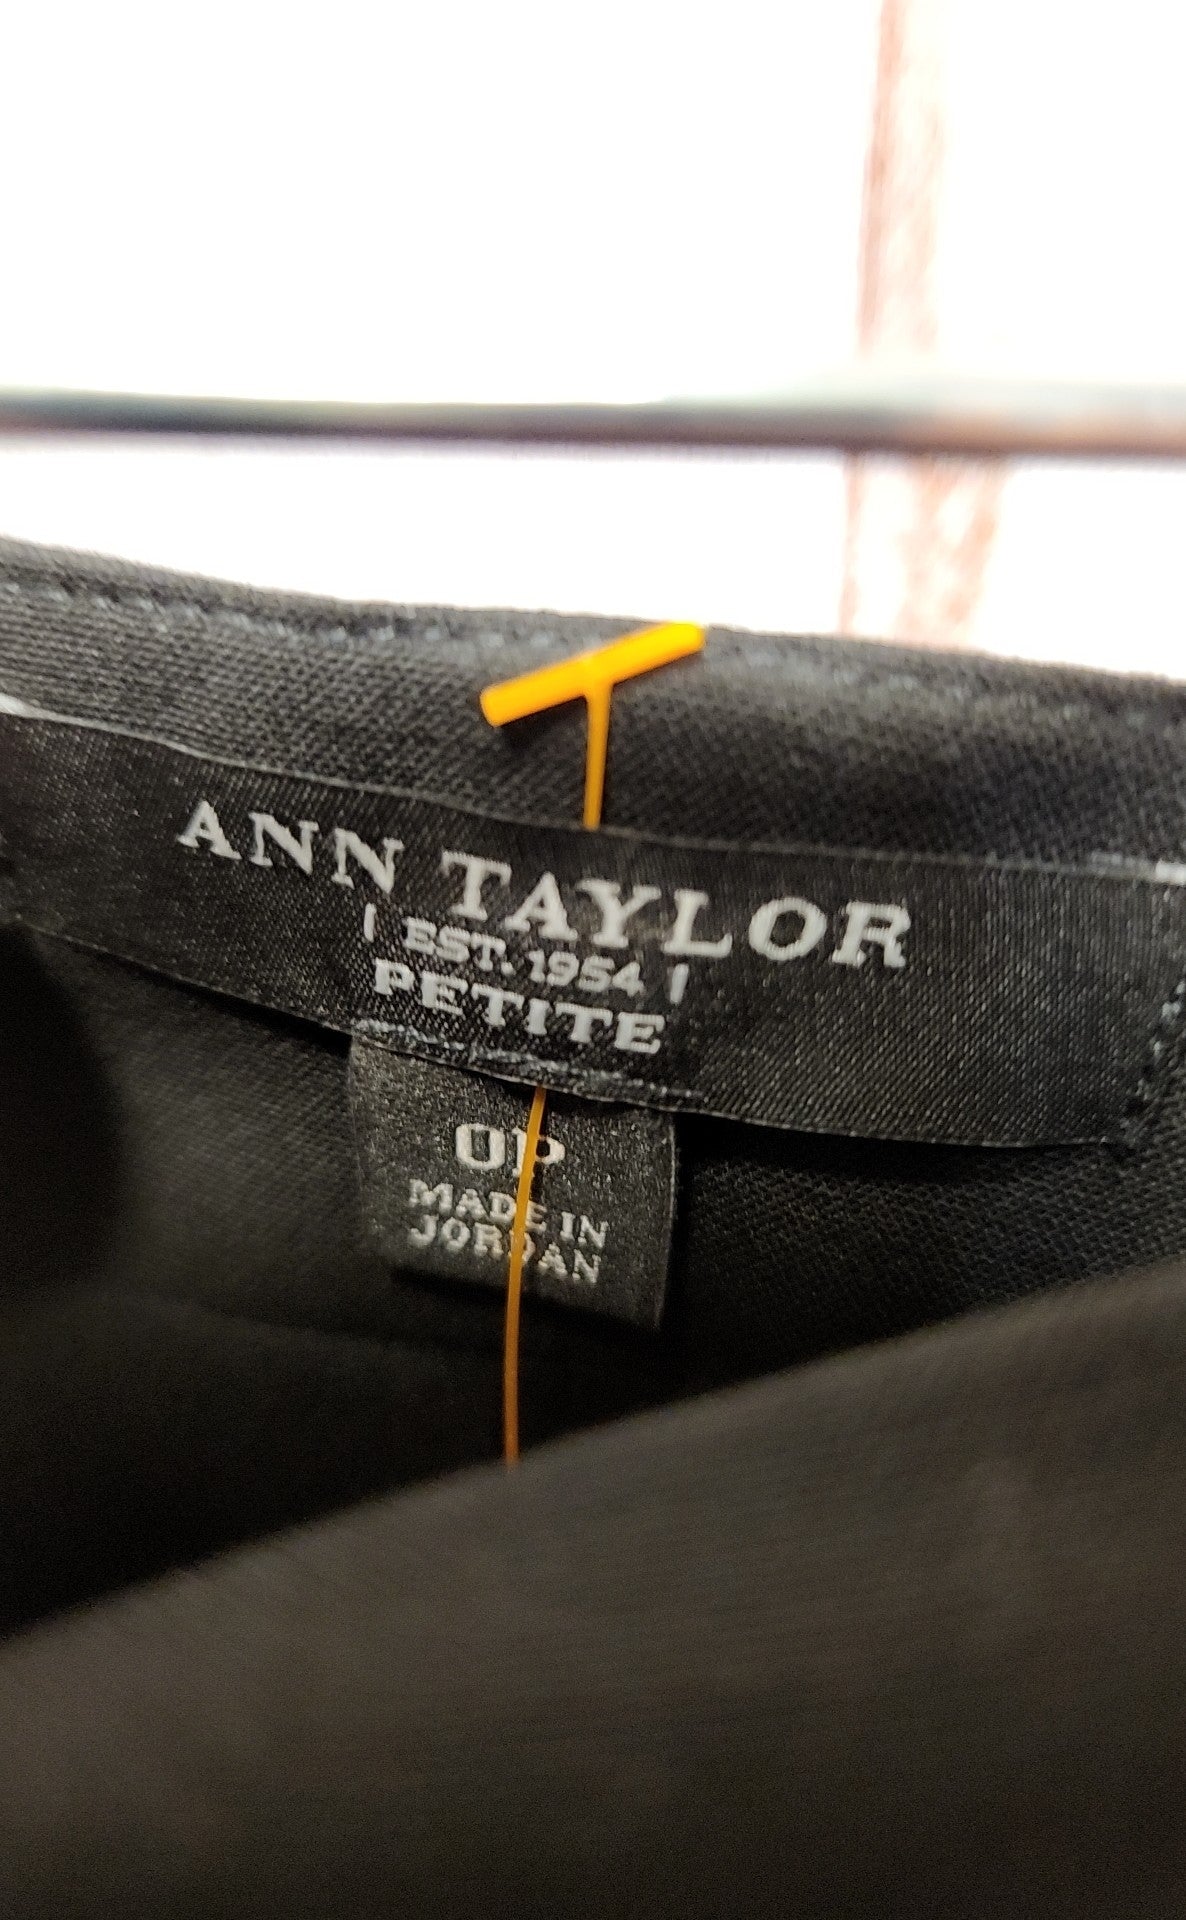 ANN TAYLOR
| EST. 1954 |
PETITE
0P
MADE IN
JORDAN